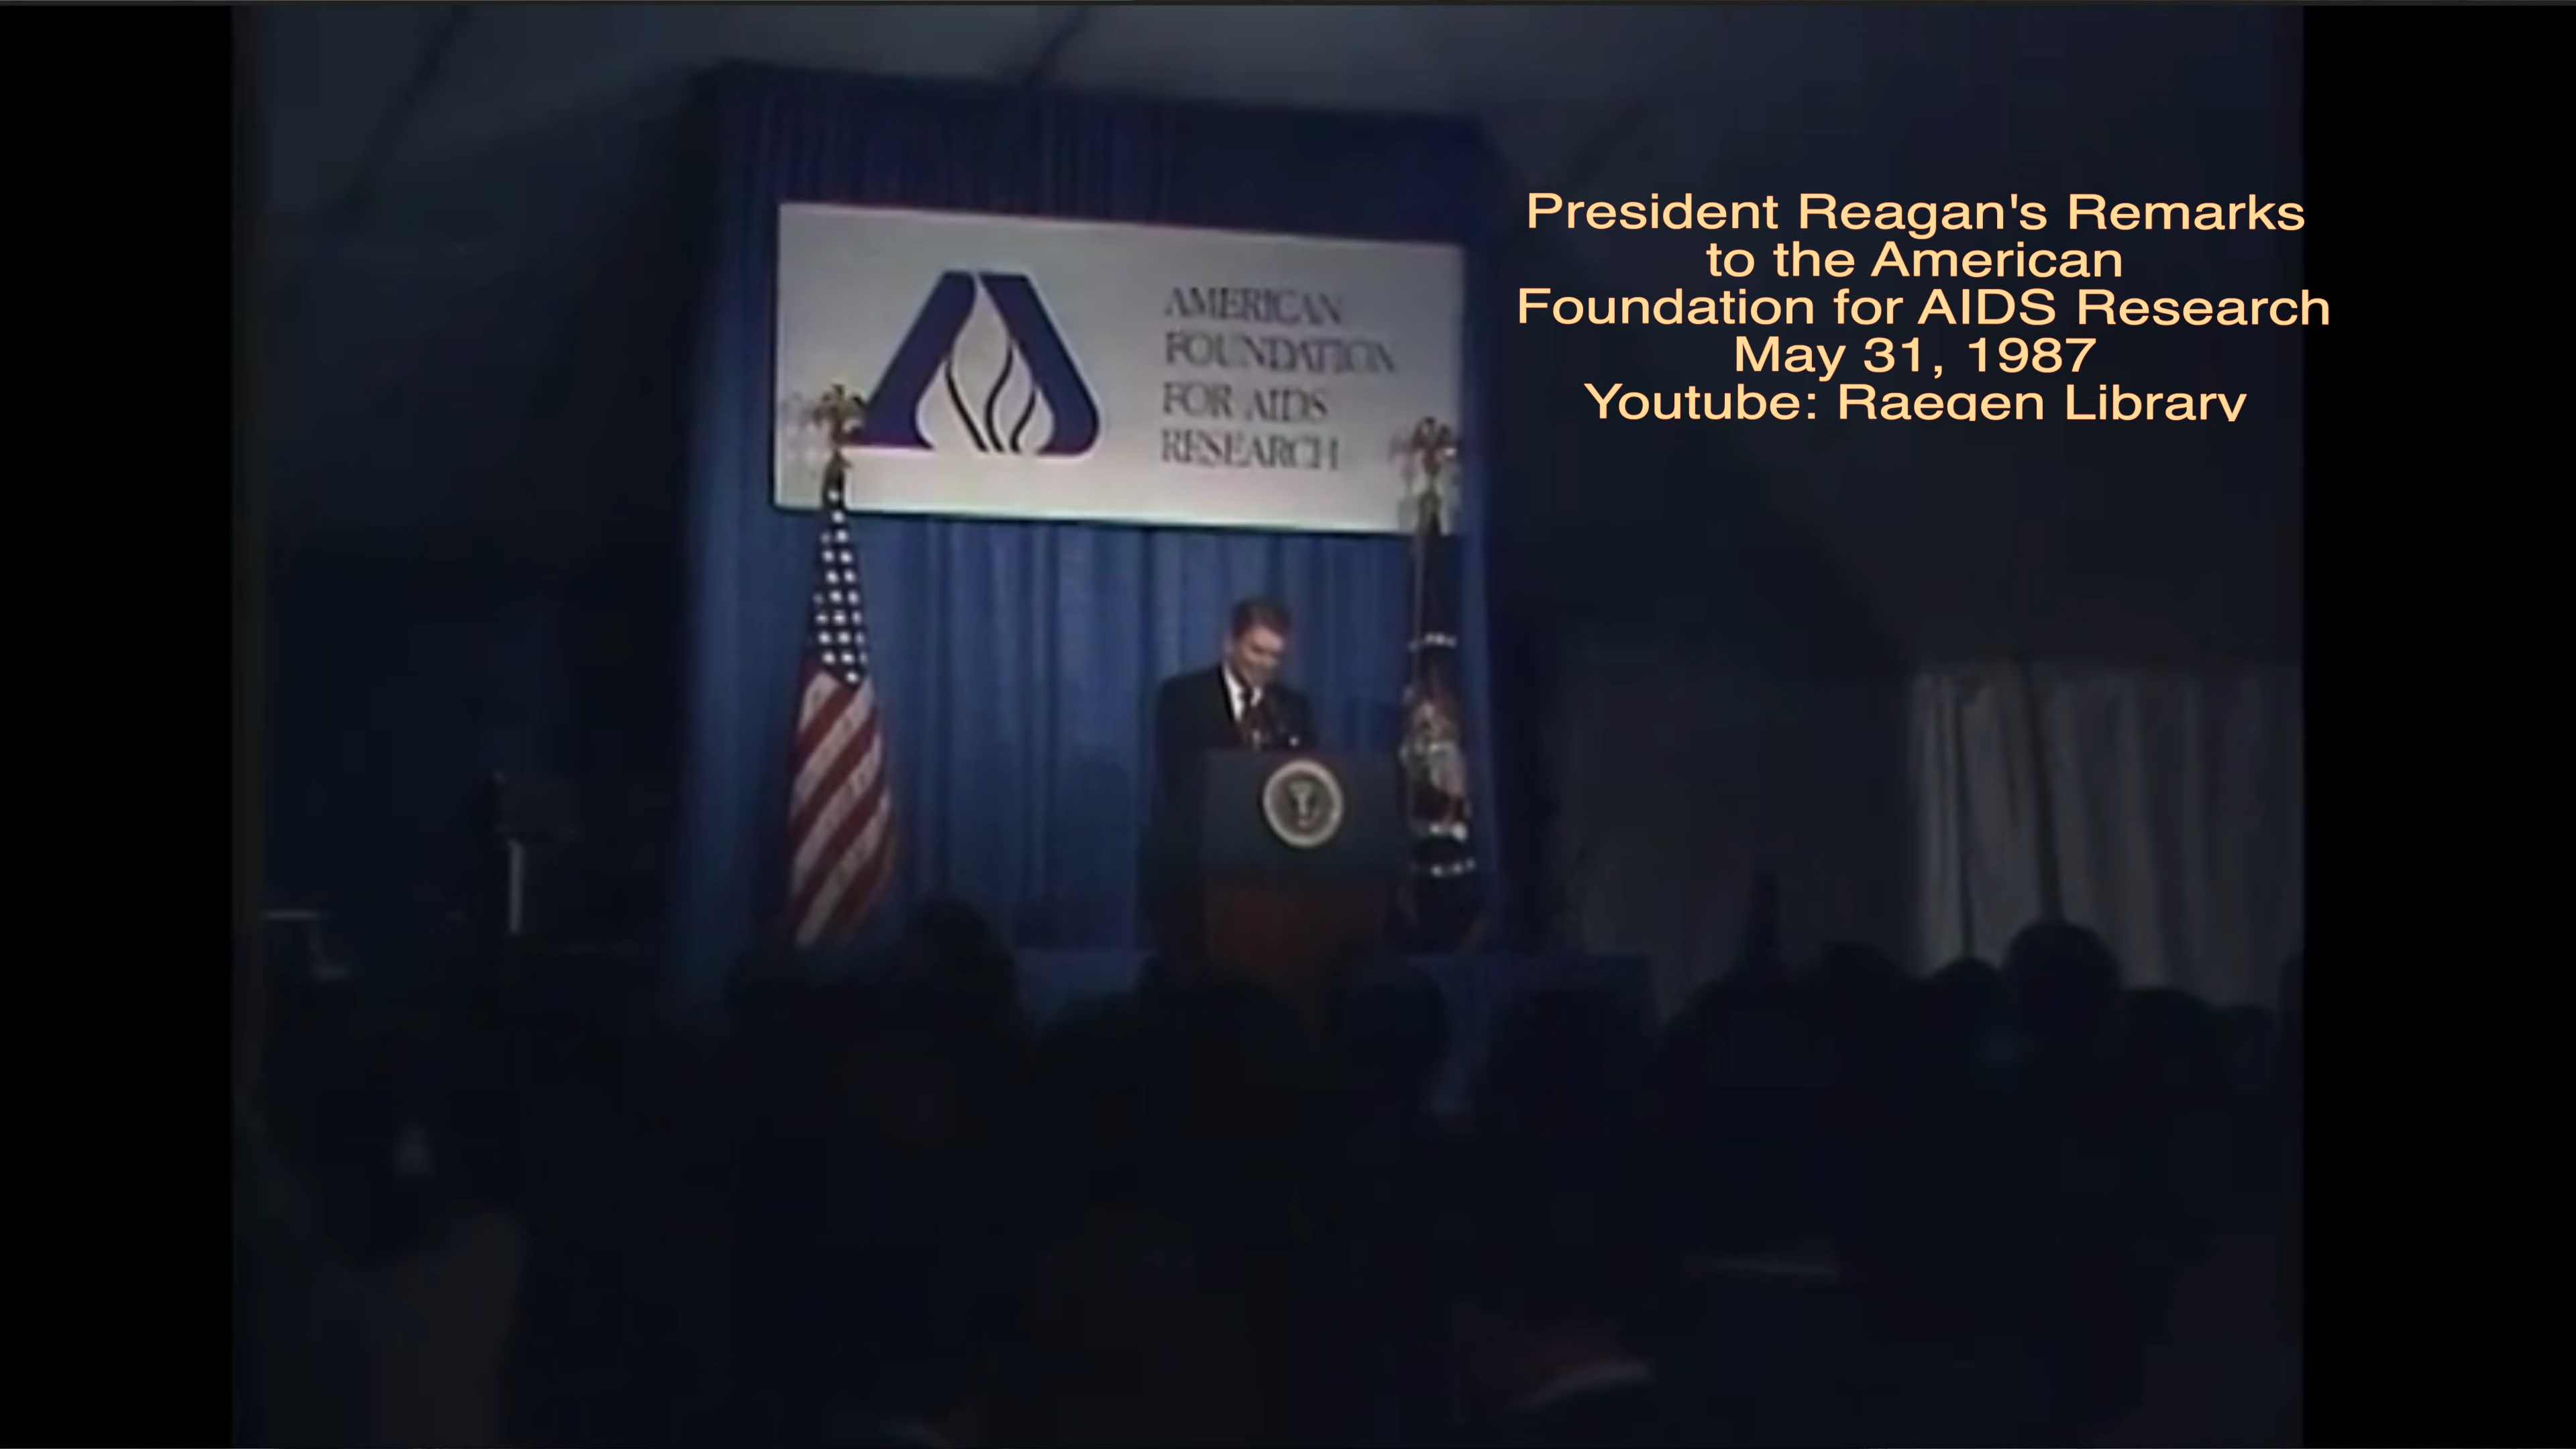 President Reagan's Remarks
to the American
Foundation for AIDS Research
May 31, 1987
Youtube: Raegen Library
AMERICAN
FOUNDATION
FOR AIDS
RESEARCH